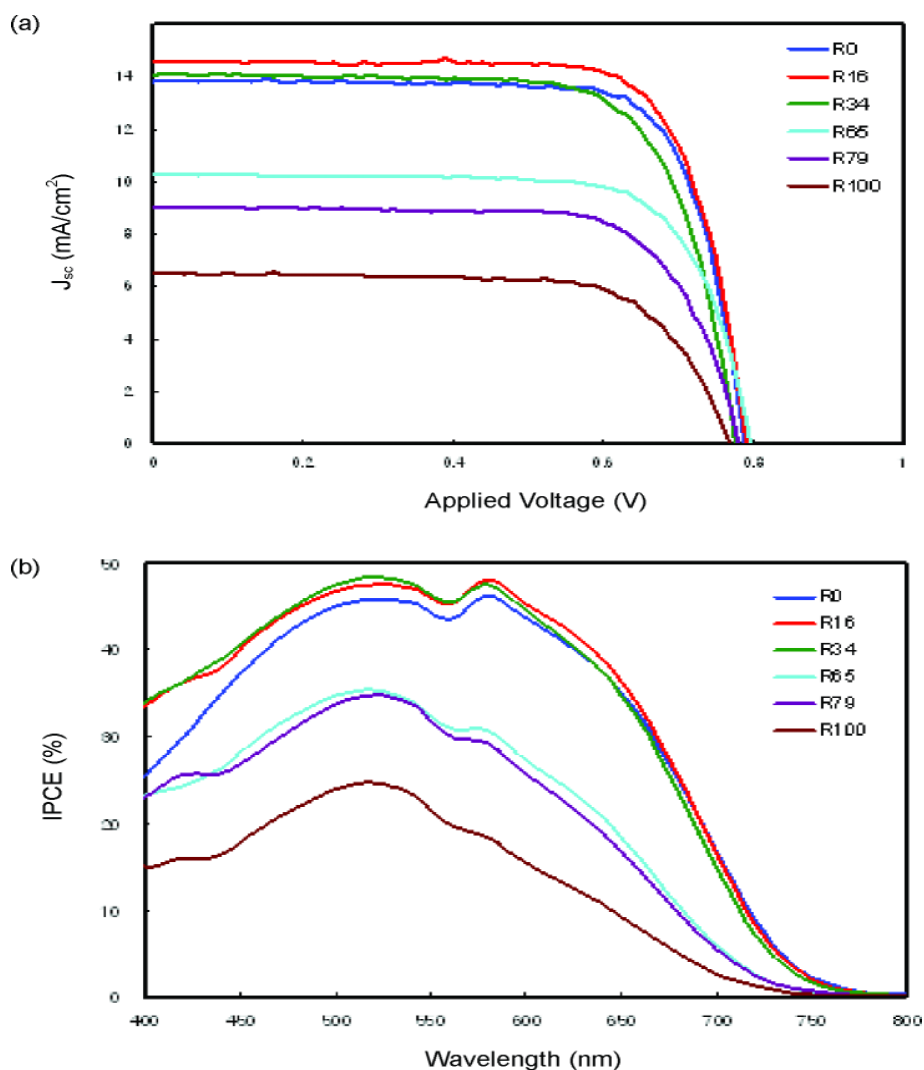 (a)
J_sc (mA/cm²)
14
12
10
8
6
4
2
0
0
0.2
0.4
0.6
0.8
1
Applied Voltage (V)
R0
R16
R34
R65
R79
R100
(b)
IPCE (%)
50
40
30
20
10
0
400
450
500
550
600
650
700
750
800
Wavelength (nm)
R0
R16
R34
R65
R79
R100